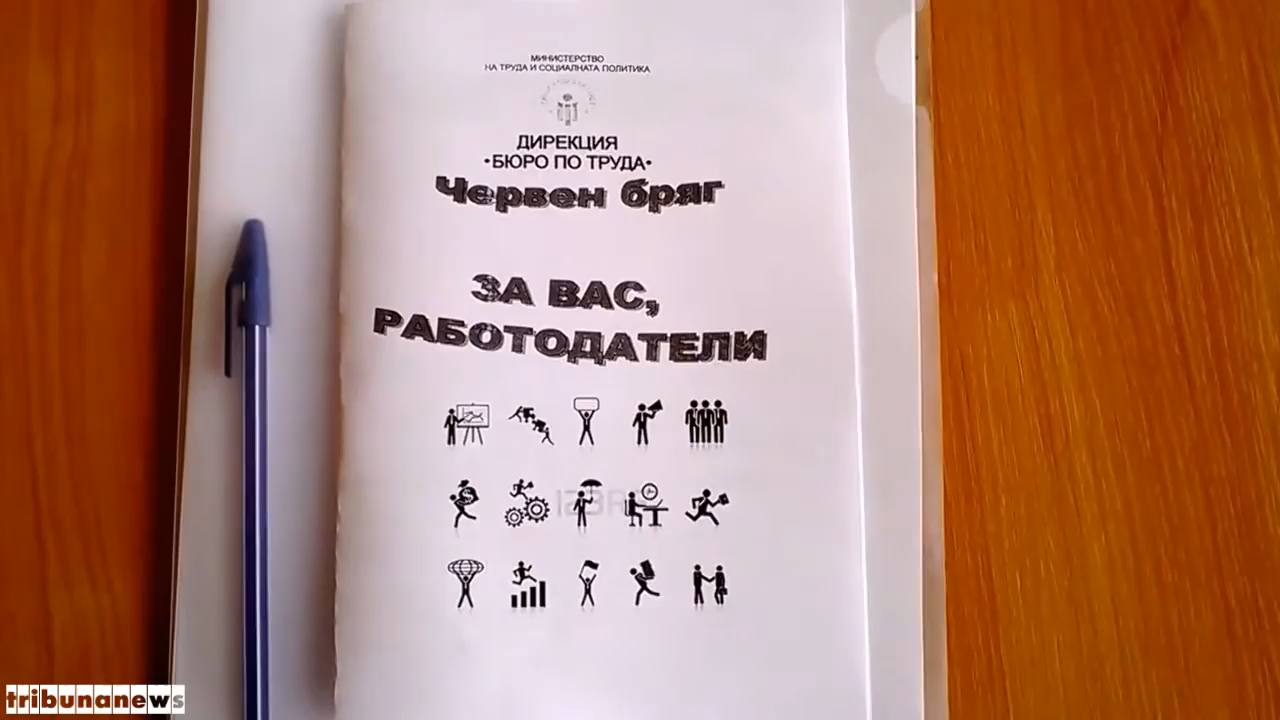 МИНИСТЕРСТВО
НА ТРУДА И СОЦИАЛНАТА ПОЛИТИКА
ДИРЕКЦИЯ
•БЮРО ПО ТРУДА•
Червен бряг
ЗА ВАС,
РАБОТОДАТЕЛИ
tribunanews